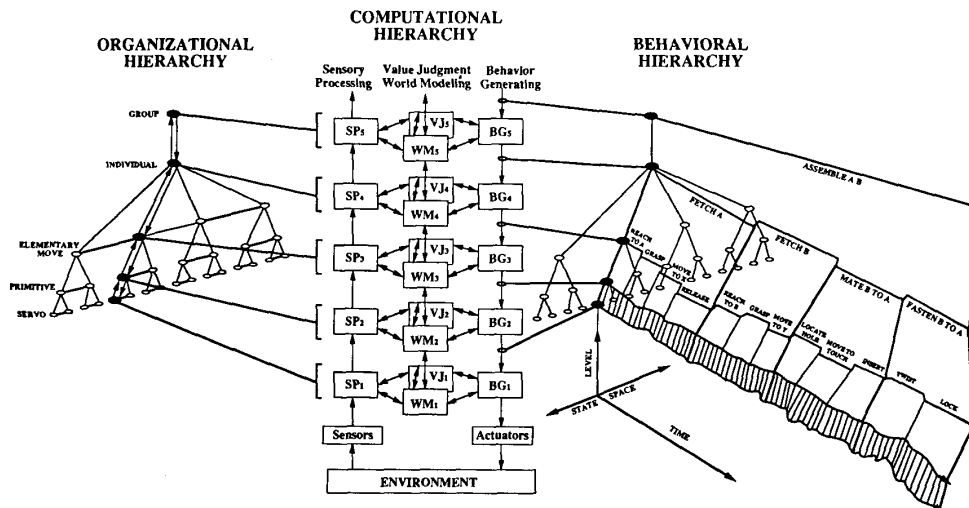 ORGANIZATIONAL
HIERARCHY
COMPUTATIONAL
HIERARCHY
BEHAVIORAL
HIERARCHY
Sensory
Processing
Value Judgment
World Modeling
Behavior
Generating
GROUP
INDIVIDUAL
ELEMENTARY
MOVE
PRIMITIVE
SERVO
SP5
VJ5
WM5
BG5
SP4
VJ4
WM4
BG4
SP3
VJ3
WM3
BG3
SP2
VJ2
WM2
BG2
SP1
VJ1
WM1
BG1
Sensors
Actuators
ENVIRONMENT
ASSEMBLE A B
FETCH A
FETCH B
MATE B TO A
FASTEN B TO A
REACH
TO A
GRASP
MOVE
TO X
RELEASE
REACH
TO B
GRASP
MOVE
TO Y
LOCATE
HOLE
MOVE TO
TOUCH
INSERT
TWIST
LOCK
LEVEL
STATE SPACE
TIME